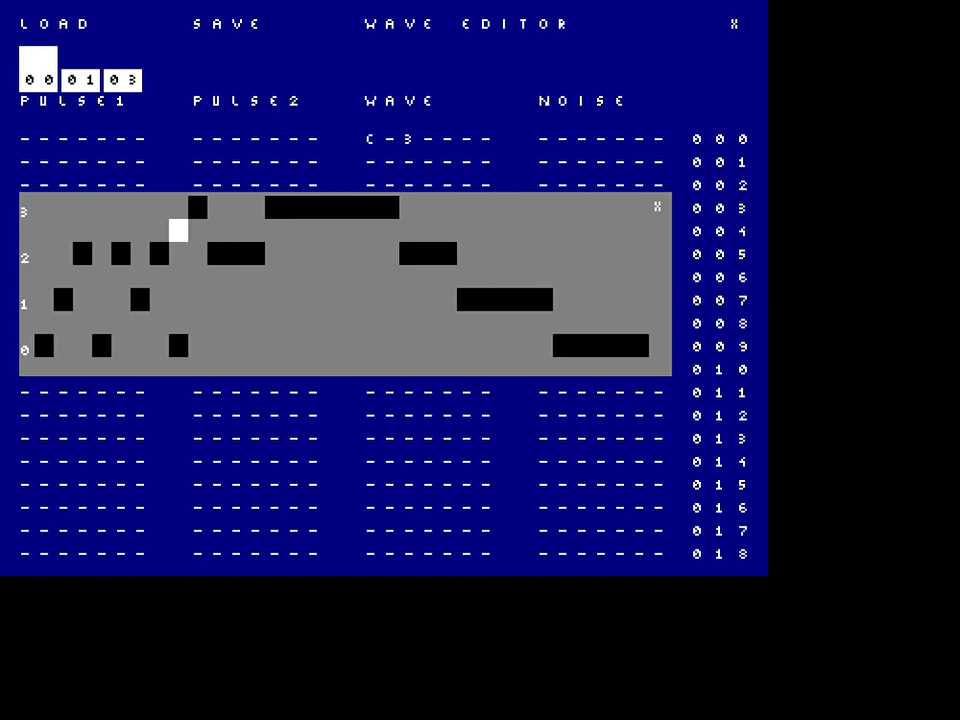 LOAD SAVE WAVE EDITOR X
00 01 03
PULSE1 PULSE2 WAVE NOISE
------- ------- C-3---- ------- 000
------- ------- ------- ------- 001
------- ------- ------- ------- 002
3 X 003
004
2 005
006
1 007
008
0 009
010
------- ------- ------- ------- 011
------- ------- ------- ------- 012
------- ------- ------- ------- 013
------- ------- ------- ------- 014
------- ------- ------- ------- 015
------- ------- ------- ------- 016
------- ------- ------- ------- 017
------- ------- ------- ------- 018